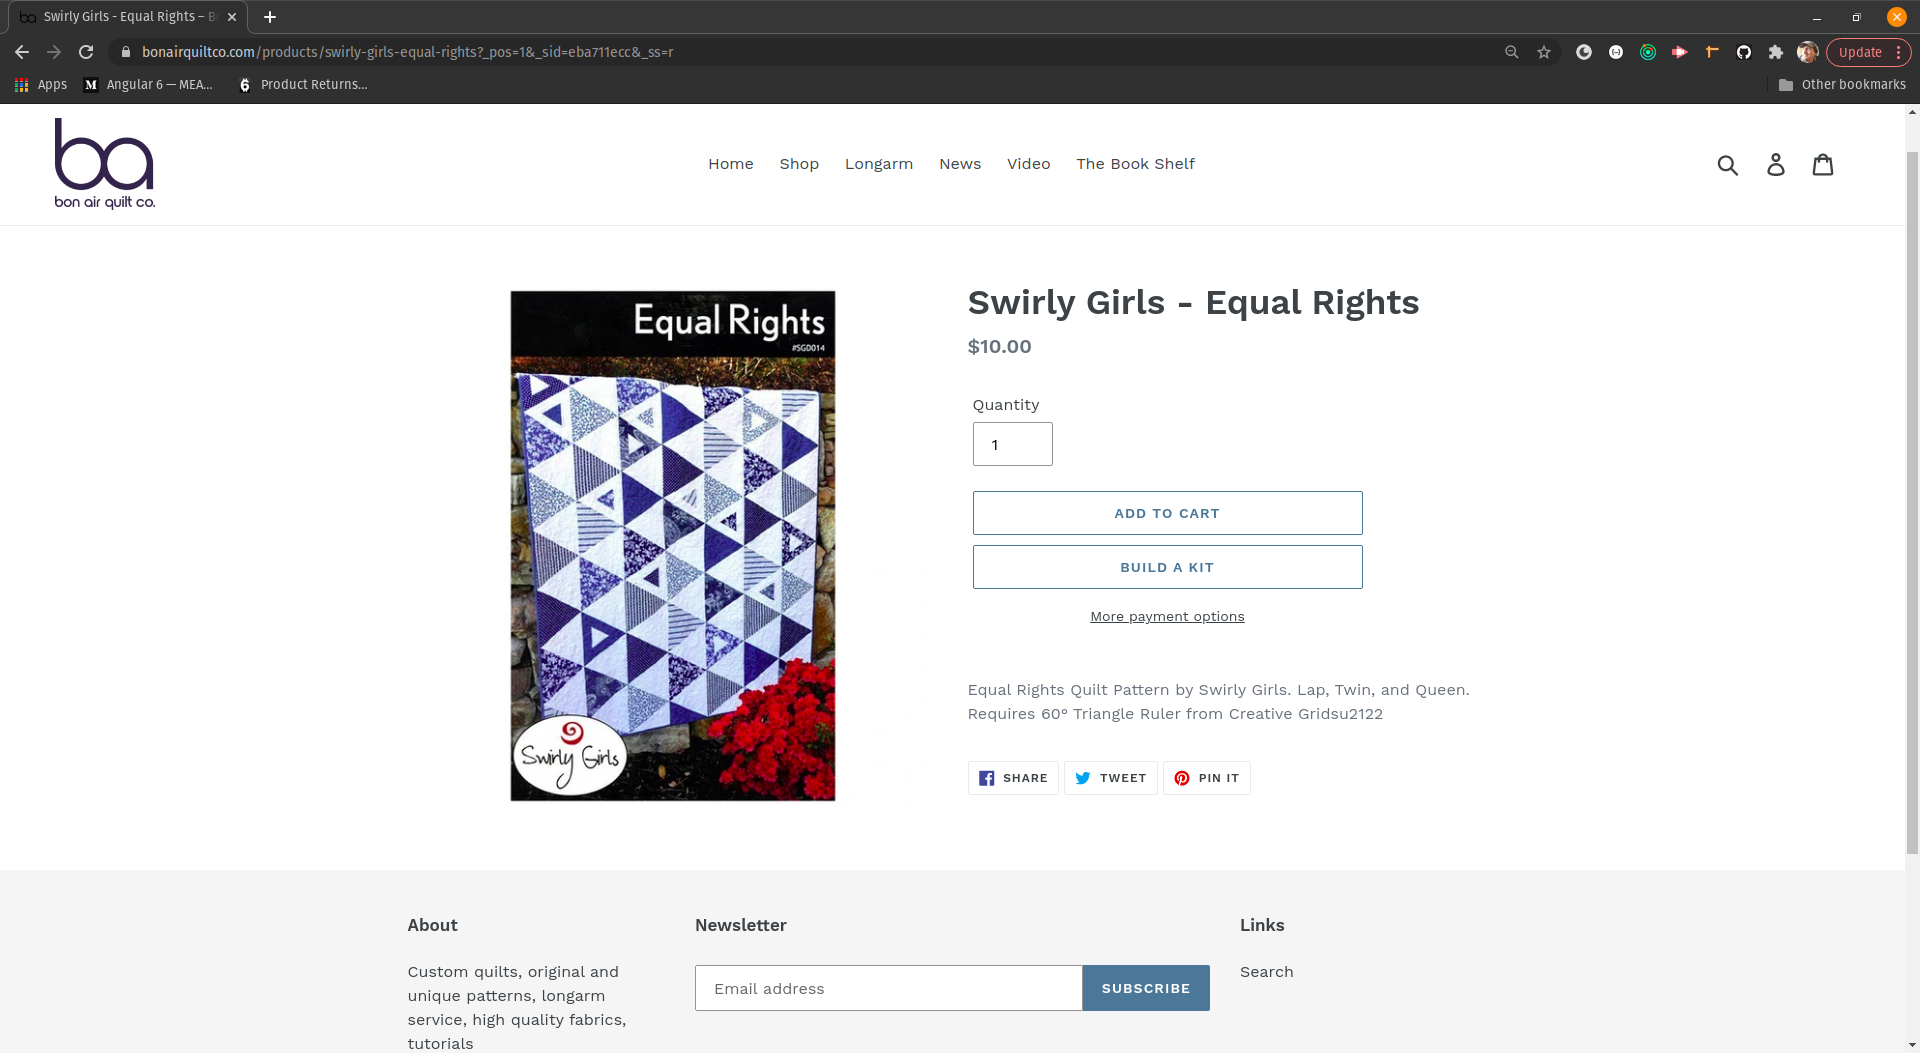 Swirly Girls - Equal Rights – B
bonairquiltco.com/products/swirly-girls-equal-rights?_pos=1&_sid=eba711ecc&_ss=r
Update
Apps
Angular 6 — MEA...
Product Returns...
Other bookmarks
ba
bon air quilt co.
Home
Shop
Longarm
News
Video
The Book Shelf
Equal Rights
#SGD014
Swirly Girls
Swirly Girls - Equal Rights
$10.00
Quantity
1
ADD TO CART
BUILD A KIT
More payment options
Equal Rights Quilt Pattern by Swirly Girls. Lap, Twin, and Queen.
Requires 60° Triangle Ruler from Creative Gridsu2122
SHARE
TWEET
PIN IT
About
Custom quilts, original and
unique patterns, longarm
service, high quality fabrics,
tutorials
Newsletter
Email address
SUBSCRIBE
Links
Search